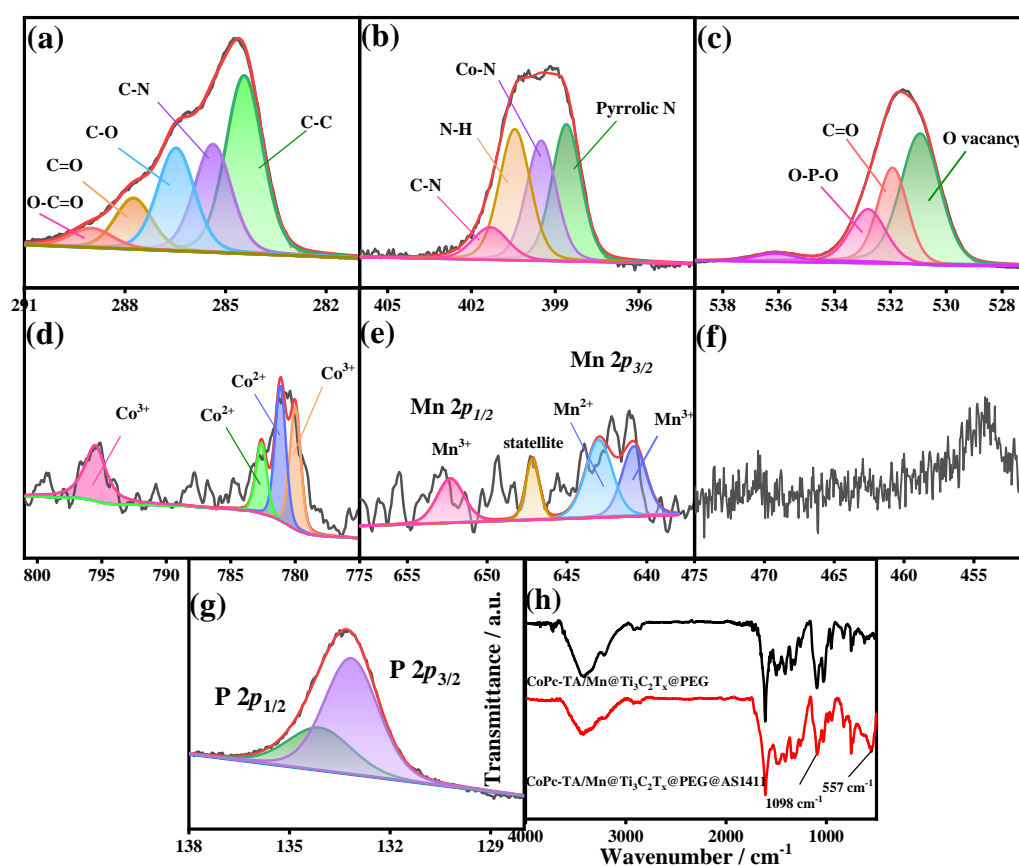 (a)
C-N
C-O
C=O
O-C=O
C-C
291 288 285 282
(b)
Co-N
N-H
C-N
Pyrrolic N
405 402 399 396
(c)
C=O
O-P-O
O vacancy
536 534 532 530 528
(d)
Co³⁺
Co²⁺
Co²⁺
Co³⁺
800 795 790 785 780 775
(e)
Mn 2p₃/₂
Mn 2p₁/₂
Mn³⁺
statellite
Mn²⁺
Mn³⁺
655 650 645 640
(f)
475 470 465 460 455
(g)
P 2p₁/₂
P 2p₃/₂
138 135 132 129
(h)
Transmittance / a.u.
CoPc-TA/Mn@Ti₃C₂Tₓ@PEG
CoPc-TA/Mn@Ti₃C₂Tₓ@PEG@AS1411
1098 cm⁻¹
557 cm⁻¹
4000 3000 2000 1000
Wavenumber / cm⁻¹